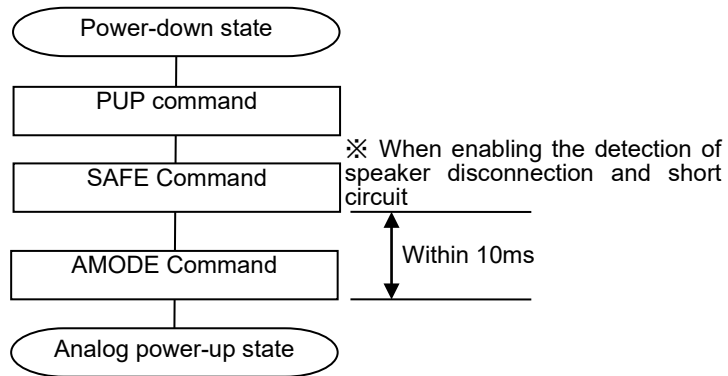 Power-down state
PUP command
※ When enabling the detection of
speaker disconnection and short
circuit
SAFE Command
Within 10ms
AMODE Command
Analog power-up state